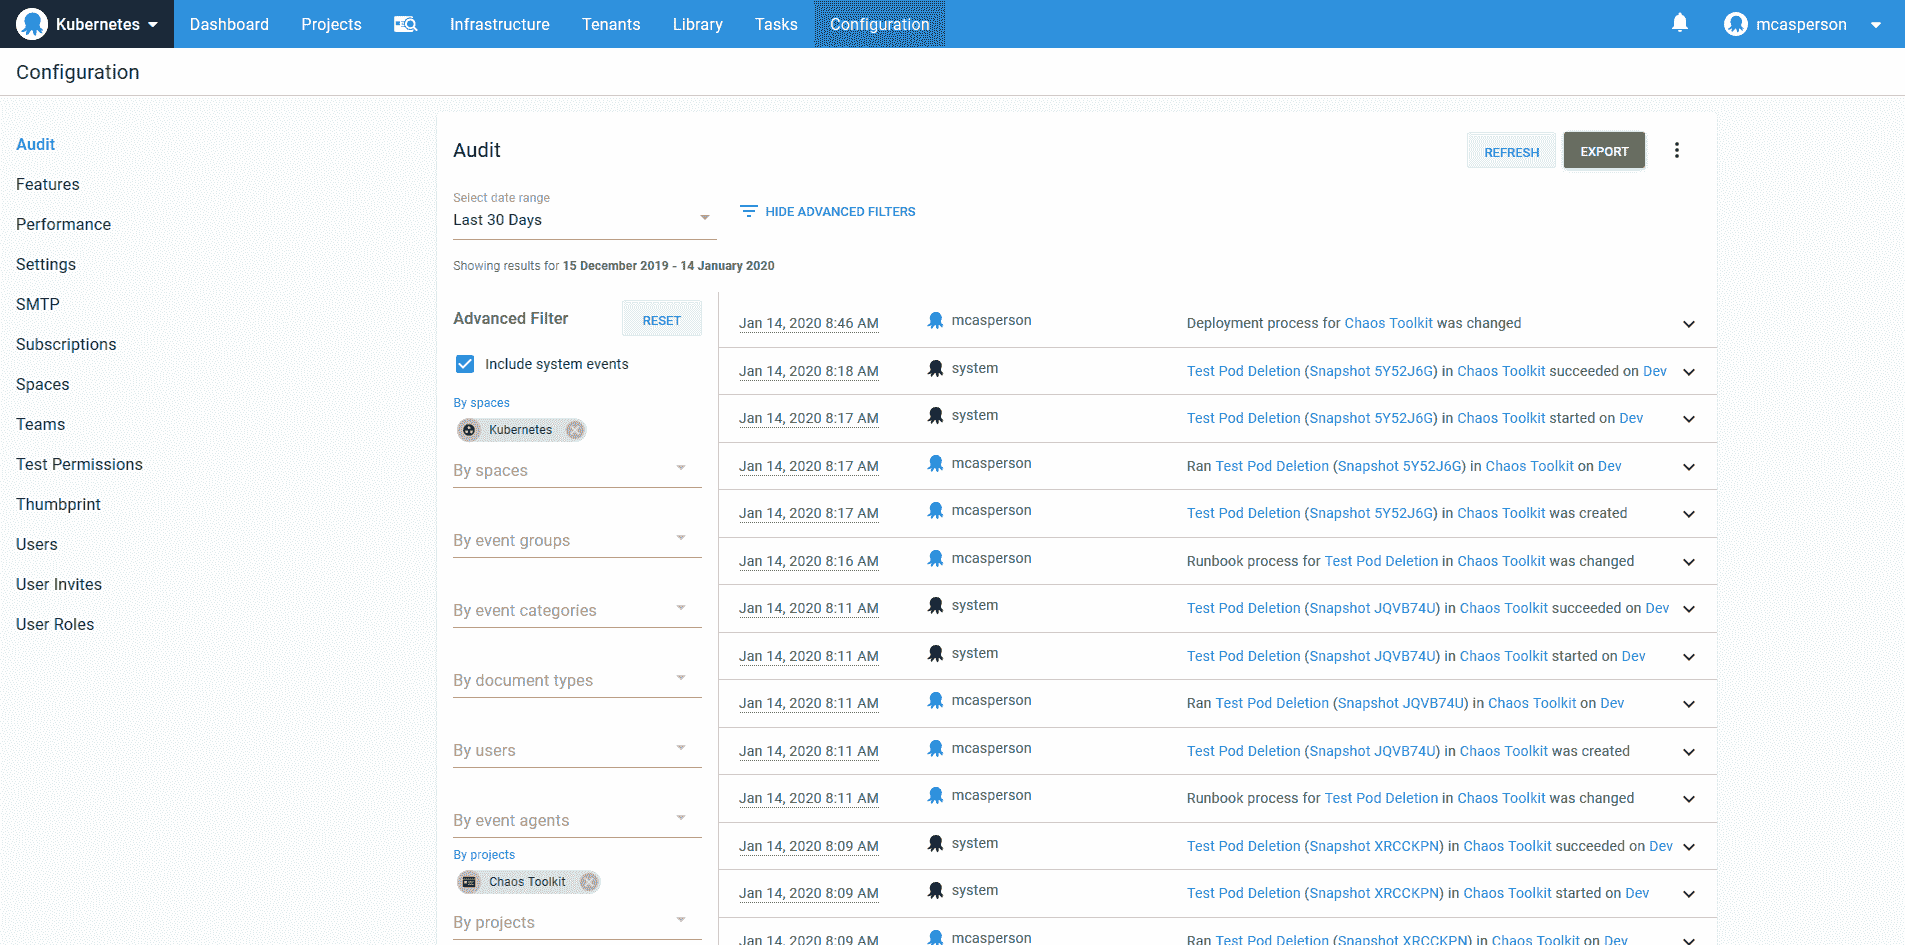 Kubernetes Dashboard Projects Infrastructure Tenants Library Tasks Configuration mcasperson
Configuration
Audit
Features
Performance
Settings
SMTP
Subscriptions
Spaces
Teams
Test Permissions
Thumbprint
Users
User Invites
User Roles
Audit
REFRESH EXPORT
Select date range
Last 30 Days
HIDE ADVANCED FILTERS
Showing results for 15 December 2019 - 14 January 2020
Advanced Filter RESET
Include system events
By spaces
Kubernetes
By spaces
By event groups
By event categories
By document types
By users
By event agents
By projects
Chaos Toolkit
By projects
Jan 14, 2020 8:46 AM mcasperson Deployment process for Chaos Toolkit was changed
Jan 14, 2020 8:18 AM system Test Pod Deletion (Snapshot 5Y52J6G) in Chaos Toolkit succeeded on Dev
Jan 14, 2020 8:17 AM system Test Pod Deletion (Snapshot 5Y52J6G) in Chaos Toolkit started on Dev
Jan 14, 2020 8:17 AM mcasperson Ran Test Pod Deletion (Snapshot 5Y52J6G) in Chaos Toolkit on Dev
Jan 14, 2020 8:17 AM mcasperson Test Pod Deletion (Snapshot 5Y52J6G) in Chaos Toolkit was created
Jan 14, 2020 8:16 AM mcasperson Runbook process for Test Pod Deletion in Chaos Toolkit was changed
Jan 14, 2020 8:11 AM system Test Pod Deletion (Snapshot JQVB74U) in Chaos Toolkit succeeded on Dev
Jan 14, 2020 8:11 AM system Test Pod Deletion (Snapshot JQVB74U) in Chaos Toolkit started on Dev
Jan 14, 2020 8:11 AM mcasperson Ran Test Pod Deletion (Snapshot JQVB74U) in Chaos Toolkit on Dev
Jan 14, 2020 8:11 AM mcasperson Test Pod Deletion (Snapshot JQVB74U) in Chaos Toolkit was created
Jan 14, 2020 8:11 AM mcasperson Runbook process for Test Pod Deletion in Chaos Toolkit was changed
Jan 14, 2020 8:09 AM system Test Pod Deletion (Snapshot XRCCKPN) in Chaos Toolkit succeeded on Dev
Jan 14, 2020 8:09 AM system Test Pod Deletion (Snapshot XRCCKPN) in Chaos Toolkit started on Dev
Jan 14, 2020 8:09 AM mcasperson Ran Test Pod Deletion (Snapshot XRCCKPN) in Chaos Toolkit on Dev